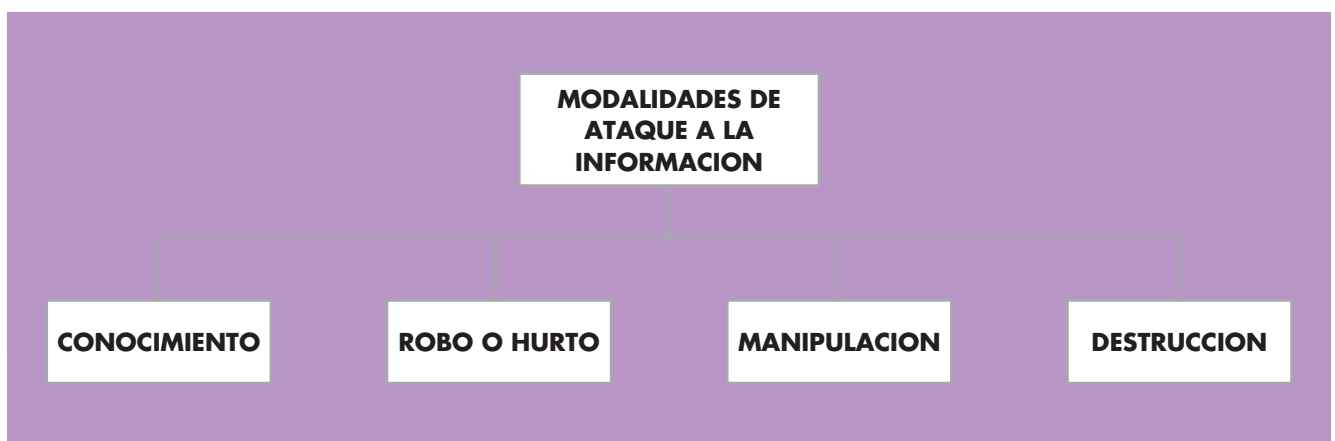 MODALIDADES DE
ATAQUE A LA
INFORMACION
CONOCIMIENTO
ROBO O HURTO
MANIPULACION
DESTRUCCION